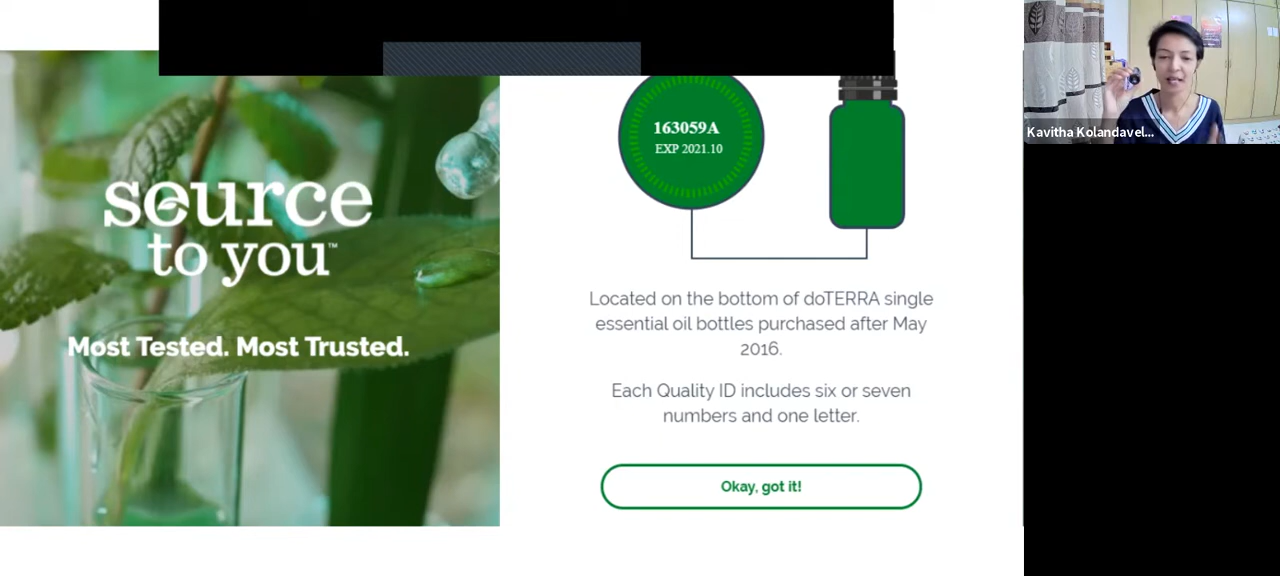 source
to you™
Most Tested. Most Trusted.
163059A
EXP 2021.10
Located on the bottom of doTERRA single
essential oil bottles purchased after May
2016.
Each Quality ID includes six or seven
numbers and one letter.
Okay, got it!
Kavitha Kolandavel...